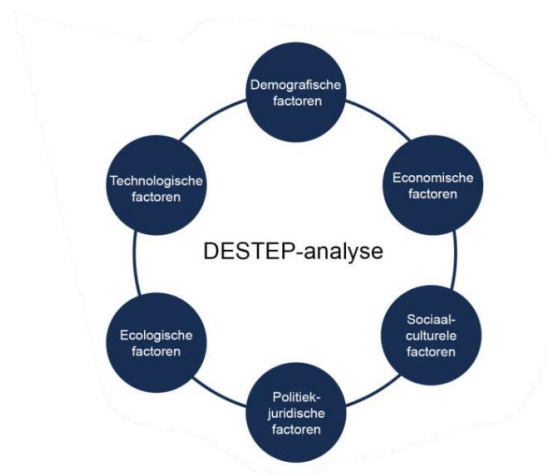 Demografische
factoren
Technologische
factoren
Economische
factoren
DESTEP-analyse
Ecologische
factoren
Sociaal-
culturele
factoren
Politiek-
juridische
factoren